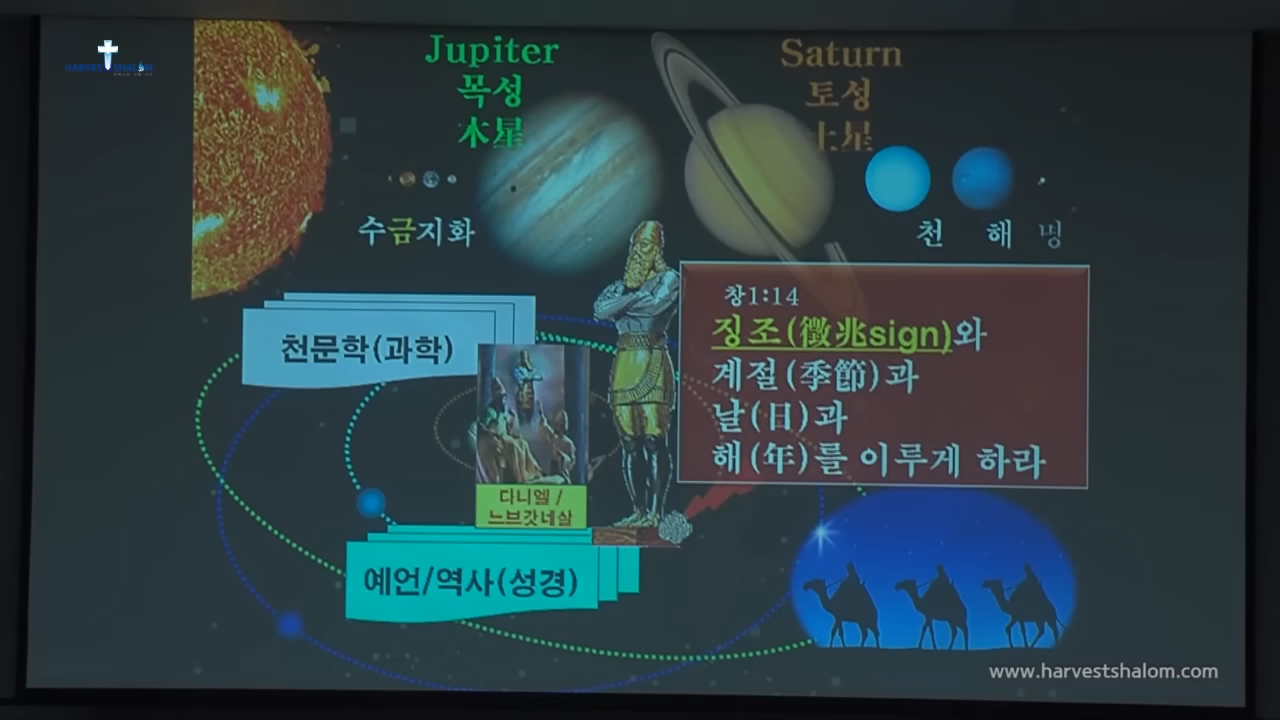 HARVEST SHALOM
Jupiter
목성
木星
Saturn
토성
土星
수금지화
천 해 명
창1:14
징조(徵兆sign)와
계절(季節)과
날(日)과
해(年)를 이루게 하라
천문학(과학)
다니엘 /
느브갓네살
예언/역사(성경)
www.harvestshalom.com